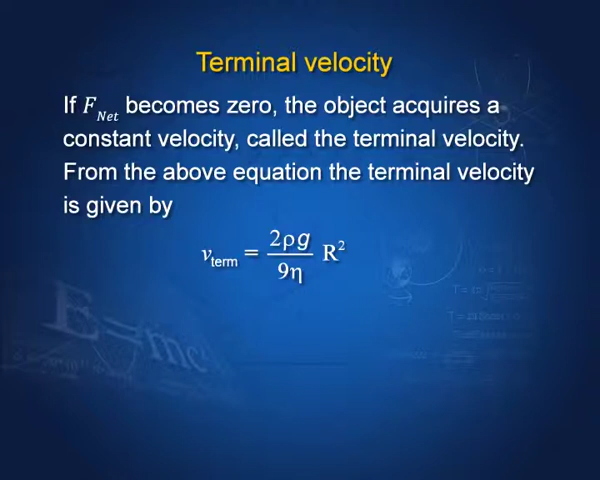 Terminal velocity
If F_Net becomes zero, the object acquires a
constant velocity, called the terminal velocity.
From the above equation the terminal velocity
is given by
v_term = 2ρg / 9η R²
E=mc